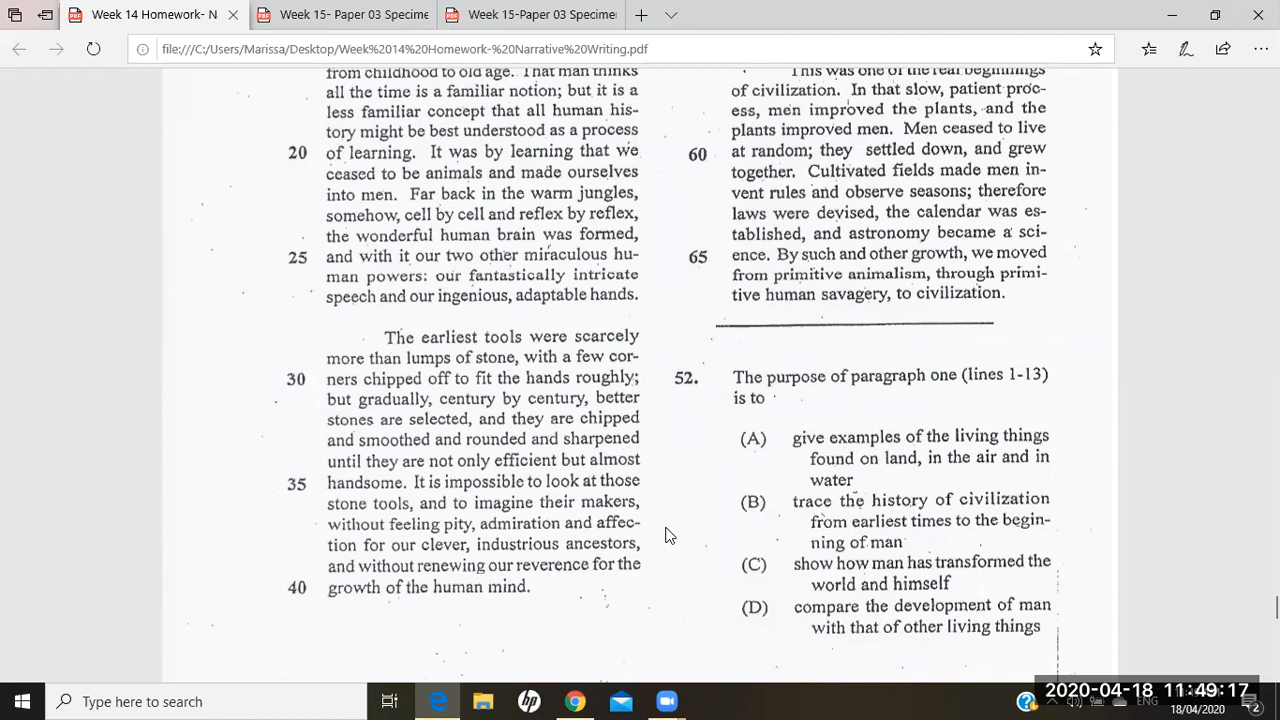 Week 14 Homework- N
Week 15- Paper 03 Specime
Week 15-Paper 03 Specime
file:///C:/Users/Marissa/Desktop/Week%2014%20Homework-%20Narrative%20Writing.pdf
from childhood to old age. That man thinks
all the time is a familiar notion; but it is a
less familiar concept that all human his-
tory might be best understood as a process
20 of learning. It was by learning that we
ceased to be animals and made ourselves
into men. Far back in the warm jungles,
somehow, cell by cell and reflex by reflex,
the wonderful human brain was formed,
25 and with it our two other miraculous hu-
man powers: our fantastically intricate
speech and our ingenious, adaptable hands.
The earliest tools were scarcely
more than lumps of stone, with a few cor-
30 ners chipped off to fit the hands roughly;
but gradually, century by century, better
stones are selected, and they are chipped
and smoothed and rounded and sharpened
until they are not only efficient but almost
35 handsome. It is impossible to look at those
stone tools, and to imagine their makers,
without feeling pity, admiration and affec-
tion for our clever, industrious ancestors,
and without renewing our reverence for the
40 growth of the human mind.
This was one of the real beginnings
of civilization. In that slow, patient proc-
ess, men improved the plants, and the
plants improved men. Men ceased to live
60 at random; they settled down, and grew
together. Cultivated fields made men in-
vent rules and observe seasons; therefore
laws were devised, the calendar was es-
tablished, and astronomy became a sci-
65 ence. By such and other growth, we moved
from primitive animalism, through primi-
tive human savagery, to civilization.
52. The purpose of paragraph one (lines 1-13)
is to
(A) give examples of the living things
found on land, in the air and in
water
(B) trace the history of civilization
from earliest times to the begin-
ning of man
(C) show how man has transformed the
world and himself
(D) compare the development of man
with that of other living things
Type here to search
hp
ENG
2020-04-18 11:49:17
18/04/2020
2